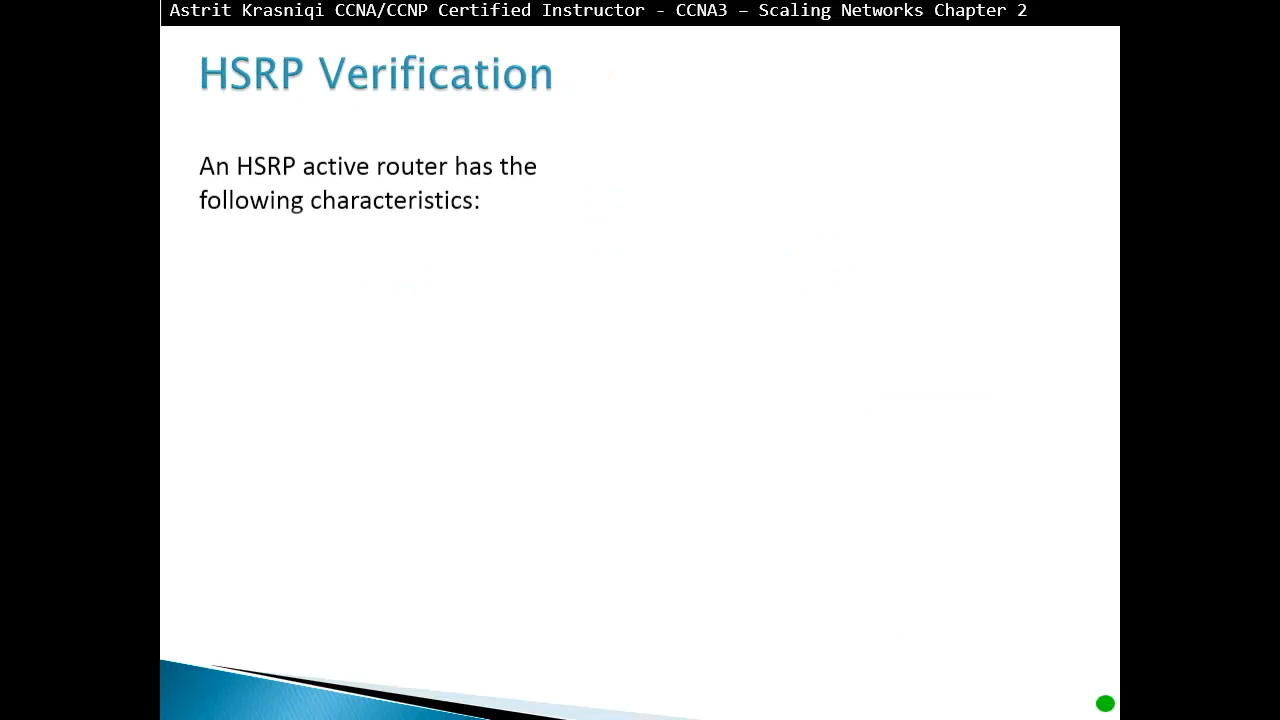 Astrit Krasniqi CCNA/CCNP Certified Instructor - CCNA3 – Scaling Networks Chapter 2
HSRP Verification
An HSRP active router has the
following characteristics: